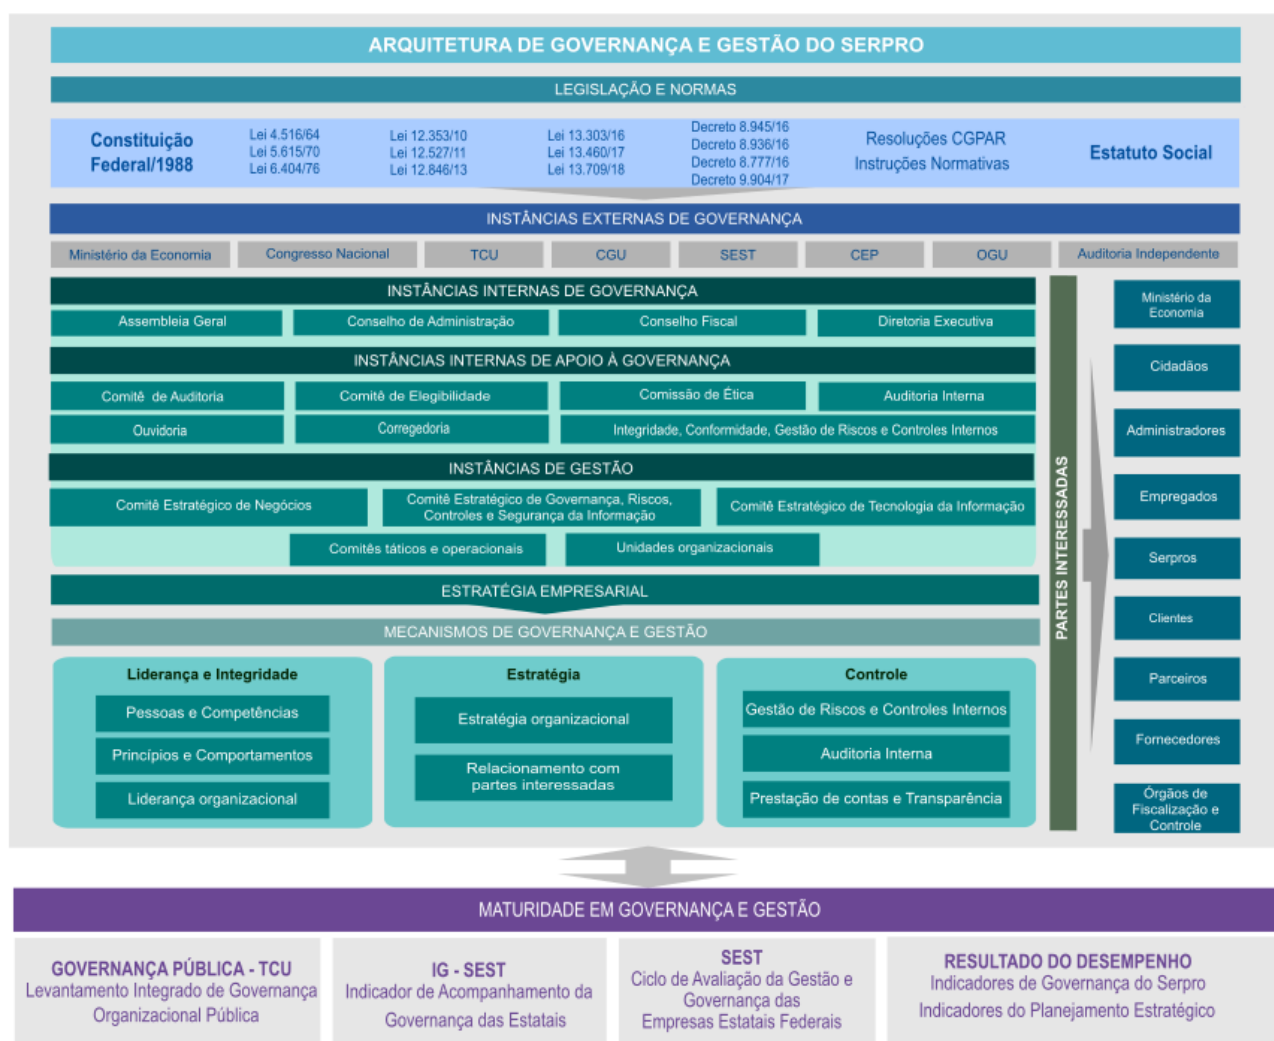 ARQUITETURA DE GOVERNANÇA E GESTÃO DO SERPRO
LEGISLAÇÃO E NORMAS
Constituição
Federal/1988
Lei 4.516/64
Lei 5.615/70
Lei 6.404/76
Lei 12.353/10
Lei 12.527/11
Lei 12.846/13
Lei 13.303/16
Lei 13.460/17
Lei 13.709/18
Decreto 8.945/16
Decreto 8.936/16
Decreto 8.777/16
Decreto 9.904/17
Resoluções CGPAR
Instruções Normativas
Estatuto Social
INSTÂNCIAS EXTERNAS DE GOVERNANÇA
Ministério da Economia
Congresso Nacional
TCU
CGU
SEST
CEP
OGU
Auditoria Independente
INSTÂNCIAS INTERNAS DE GOVERNANÇA
Assembleia Geral
Conselho de Administração
Conselho Fiscal
Diretoria Executiva
INSTÂNCIAS INTERNAS DE APOIO À GOVERNANÇA
Comitê de Auditoria
Comitê de Elegibilidade
Comissão de Ética
Auditoria Interna
Ouvidoria
Corregedoria
Integridade, Conformidade, Gestão de Riscos e Controles Internos
INSTÂNCIAS DE GESTÃO
Comitê Estratégico de Negócios
Comitê Estratégico de Governança, Riscos,
Controles e Segurança da Informação
Comitê Estratégico de Tecnologia da Informação
Comitês táticos e operacionais
Unidades organizacionais
ESTRATÉGIA EMPRESARIAL
MECANISMOS DE GOVERNANÇA E GESTÃO
Liderança e Integridade
Pessoas e Competências
Princípios e Comportamentos
Liderança organizacional
Estratégia
Estratégia organizacional
Relacionamento com
partes interessadas
Controle
Gestão de Riscos e Controles Internos
Auditoria Interna
Prestação de contas e Transparência
PARTES INTERESSADAS
Ministério da
Economia
Cidadãos
Administradores
Empregados
Serpros
Clientes
Parceiros
Fornecedores
Órgãos de
Fiscalização e
Controle
MATURIDADE EM GOVERNANÇA E GESTÃO
GOVERNANÇA PÚBLICA - TCU
Levantamento Integrado de Governança
Organizacional Pública
IG - SEST
Indicador de Acompanhamento da
Governança das Estatais
SEST
Ciclo de Avaliação da Gestão e
Governança das
Empresas Estatais Federais
RESULTADO DO DESEMPENHO
Indicadores de Governança do Serpro
Indicadores do Planejamento Estratégico